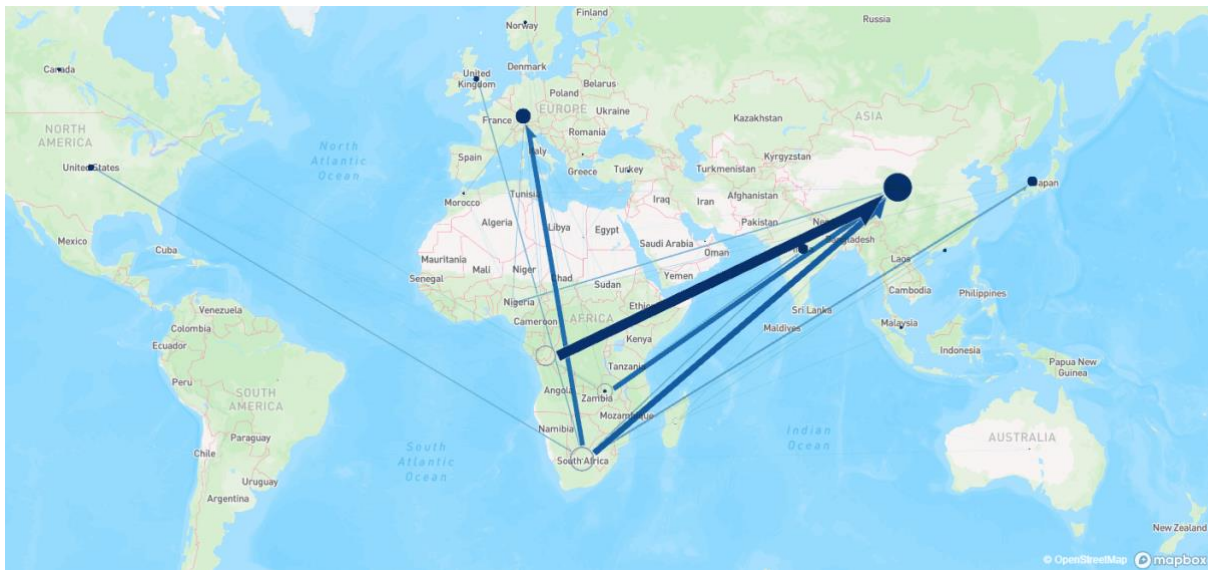 Finland
Norway
Russia
Canada
United
Kingdom
Denmark
Belarus
Poland
EUROPE
Ukraine
France
Kazakhstan
ASIA
NORTH
AMERICA
Romania
North
Atlantic
Ocean
Italy
Spain
Greece
Turkey
Kyrgyzstan
Turkmenistan
United States
Japan
Tunisia
Morocco
Iraq
Iran
Afghanistan
Pakistan
Algeria
Libya
Egypt
Saudi Arabia
Oman
Bangladesh
Mexico
Cuba
Mauritania
Mali
Niger
Chad
Sudan
Yemen
Laos
Senegal
Nigeria
Cambodia
Philippines
Venezuela
Cameroon
AFRICA
Sri Lanka
Colombia
Maldives
Malaysia
Ecuador
Kenya
Indonesia
Tanzania
Papua New
Guinea
Peru
SOUTH
AMERICA
Angola
Zambia
Mozambique
Namibia
Indian
Ocean
Paraguay
AUSTRALIA
Chile
South
Atlantic
Ocean
South Africa
Uruguay
Argentina
New Zealand
© OpenStreetMap mapbox